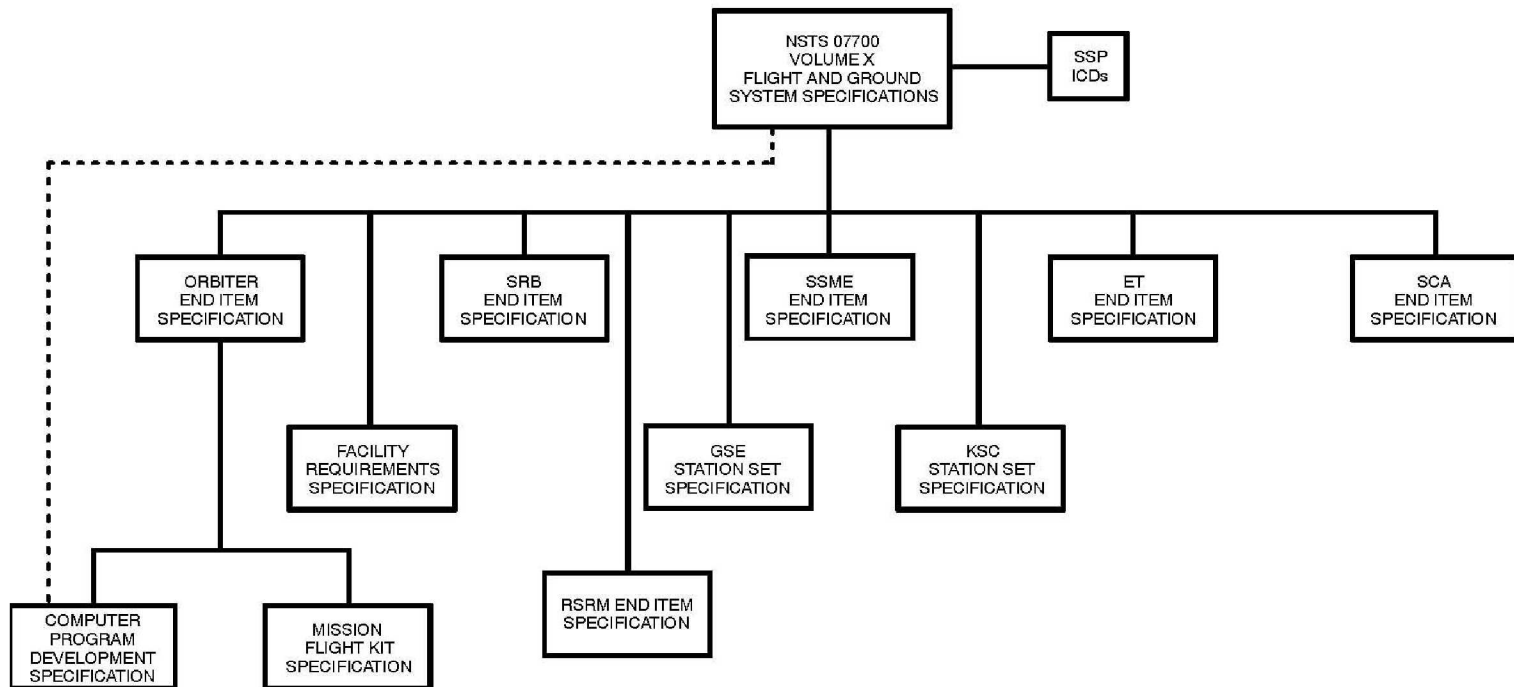 NSTS 07700
VOLUME X
FLIGHT AND GROUND
SYSTEM SPECIFICATIONS
SSP
ICDs
ORBITER
END ITEM
SPECIFICATION
SRB
END ITEM
SPECIFICATION
SSME
END ITEM
SPECIFICATION
ET
END ITEM
SPECIFICATION
SCA
END ITEM
SPECIFICATION
FACILITY
REQUIREMENTS
SPECIFICATION
GSE
STATION SET
SPECIFICATION
KSC
STATION SET
SPECIFICATION
RSRM END ITEM
SPECIFICATION
COMPUTER
PROGRAM
DEVELOPMENT
SPECIFICATION
MISSION
FLIGHT KIT
SPECIFICATION